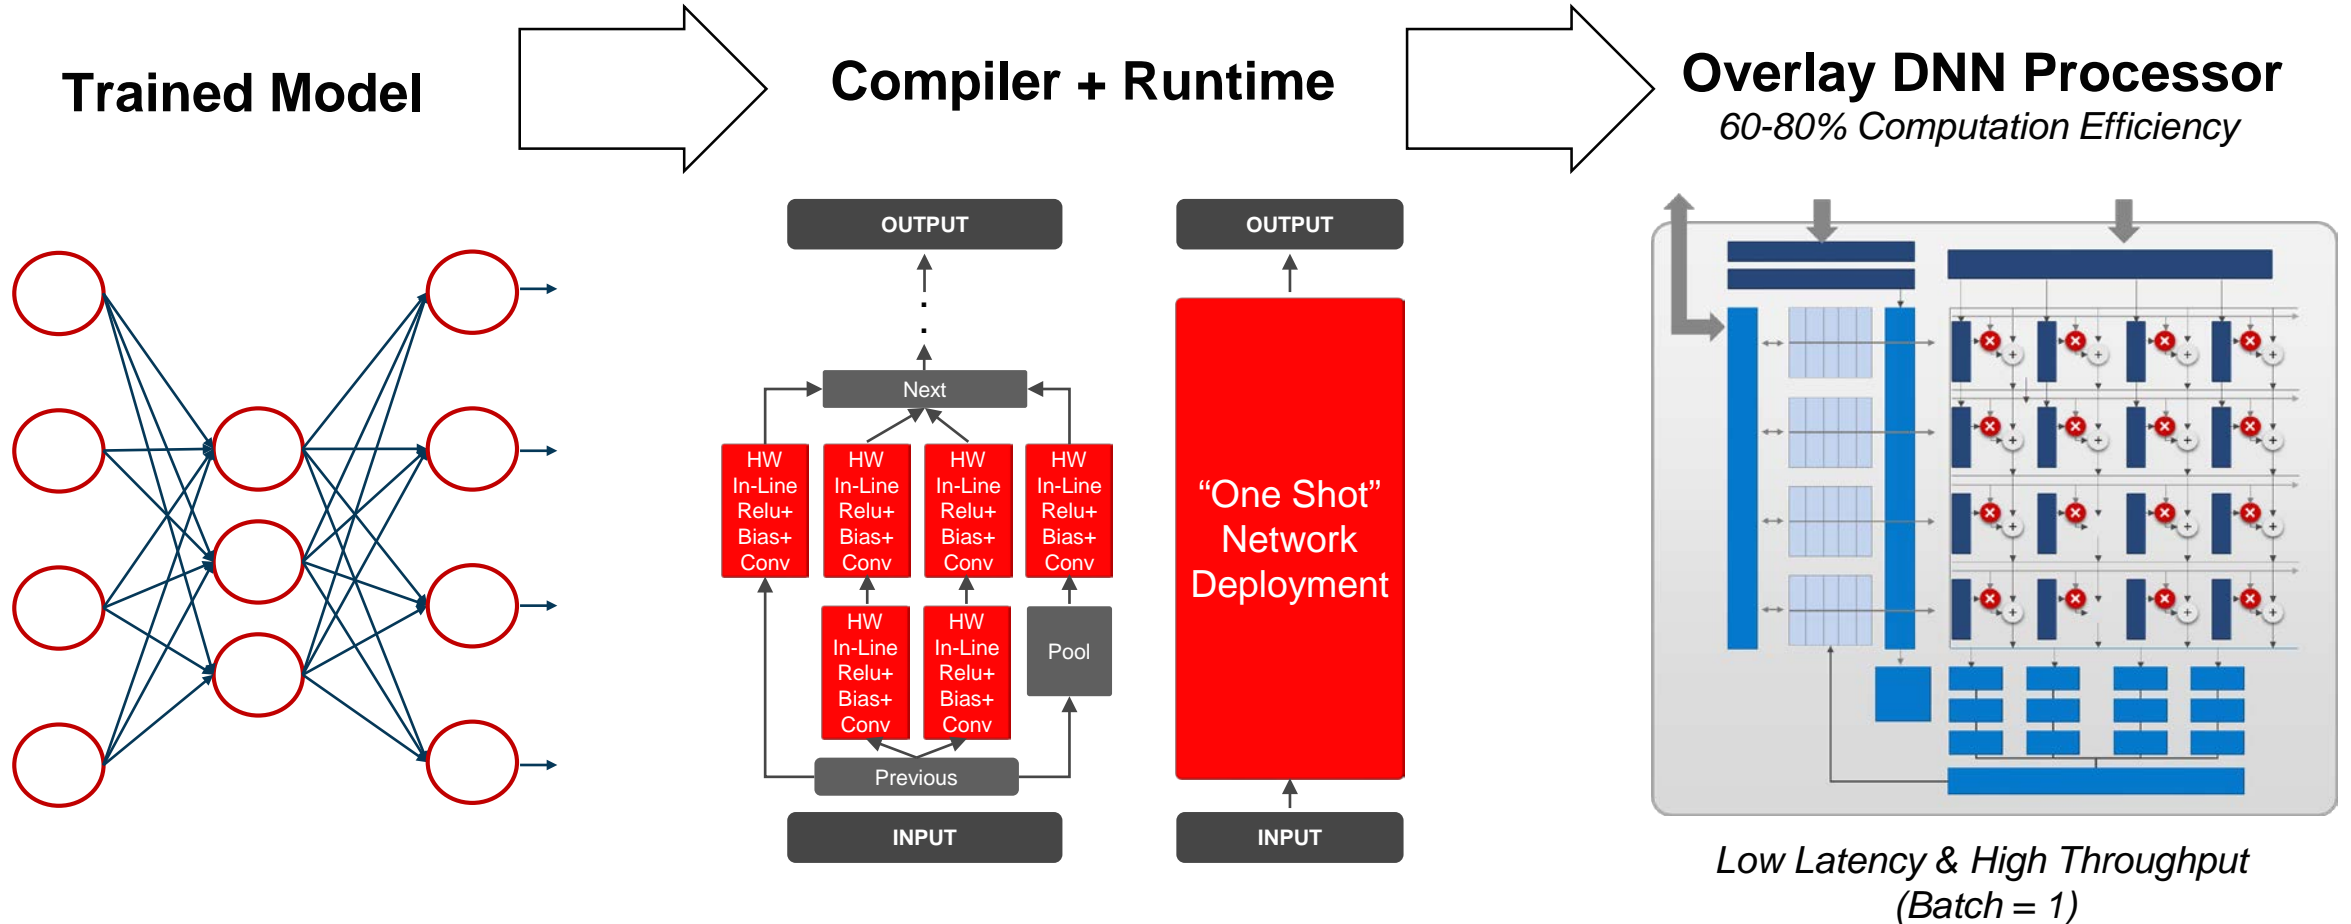 Trained Model
Compiler + Runtime
Overlay DNN Processor
60-80% Computation Efficiency
OUTPUT
Next
HW
In-Line
Relu+
Bias+
Conv
HW
In-Line
Relu+
Bias+
Conv
HW
In-Line
Relu+
Bias+
Conv
HW
In-Line
Relu+
Bias+
Conv
HW
In-Line
Relu+
Bias+
Conv
HW
In-Line
Relu+
Bias+
Conv
Pool
Previous
INPUT
OUTPUT
“One Shot”
Network
Deployment
INPUT
Low Latency & High Throughput
(Batch = 1)